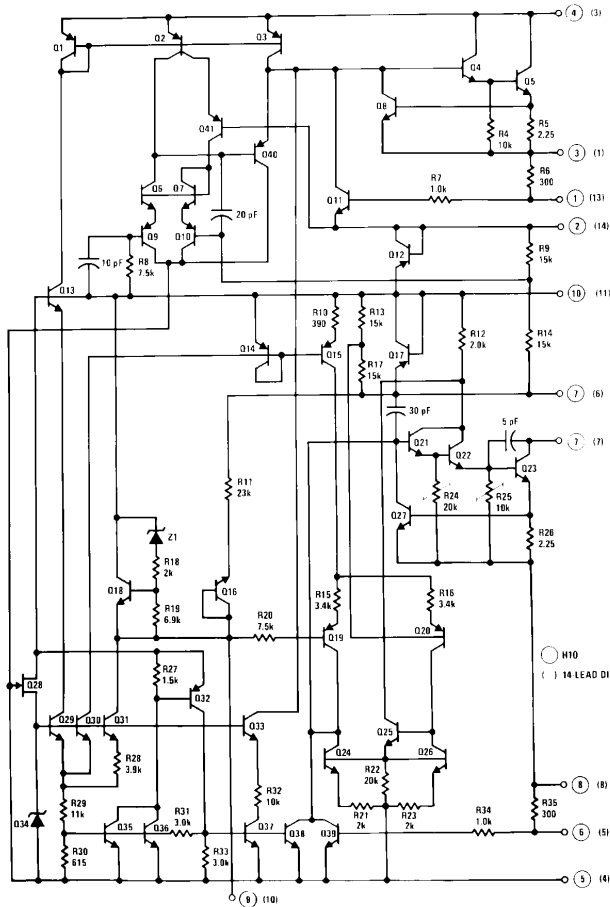 Q1
Q2
Q3
4 (3)
Q4
Q5
Q8
R4
10k
R5
2.25
3 (1)
Q41
Q40
R6
300
R7
1.0k
1 (13)
Q11
Q6
Q7
2 (14)
20 pF
Q9
Q10
Q12
R9
15k
10 pF
R8
7.5k
Q13
10 (11)
R10
390
R13
15k
R12
2.0k
R14
15k
Q14
Q15
Q17
R17
15k
7 (6)
30 pF
5 pF
7 (7)
Q21
Q22
Q23
R11
23k
R24
20k
R25
10k
Q27
R26
2.25
Z1
R18
2k
Q18
R19
6.9k
Q16
R15
3.4k
R16
3.4k
R20
7.5k
Q19
Q20
H10
( ) 14-LEAD DI
R27
1.5k
Q28
Q32
Q29
Q30
Q31
Q33
Q25
Q24
Q26
R28
3.9k
R22
20k
8 (8)
R32
10k
R29
11k
R21
2k
R23
2k
R35
300
Q34
R31
3.0k
R34
1.0k
6 (5)
Q35
Q36
Q37
Q38
Q39
R30
615
R33
3.0k
5 (4)
9 (10)